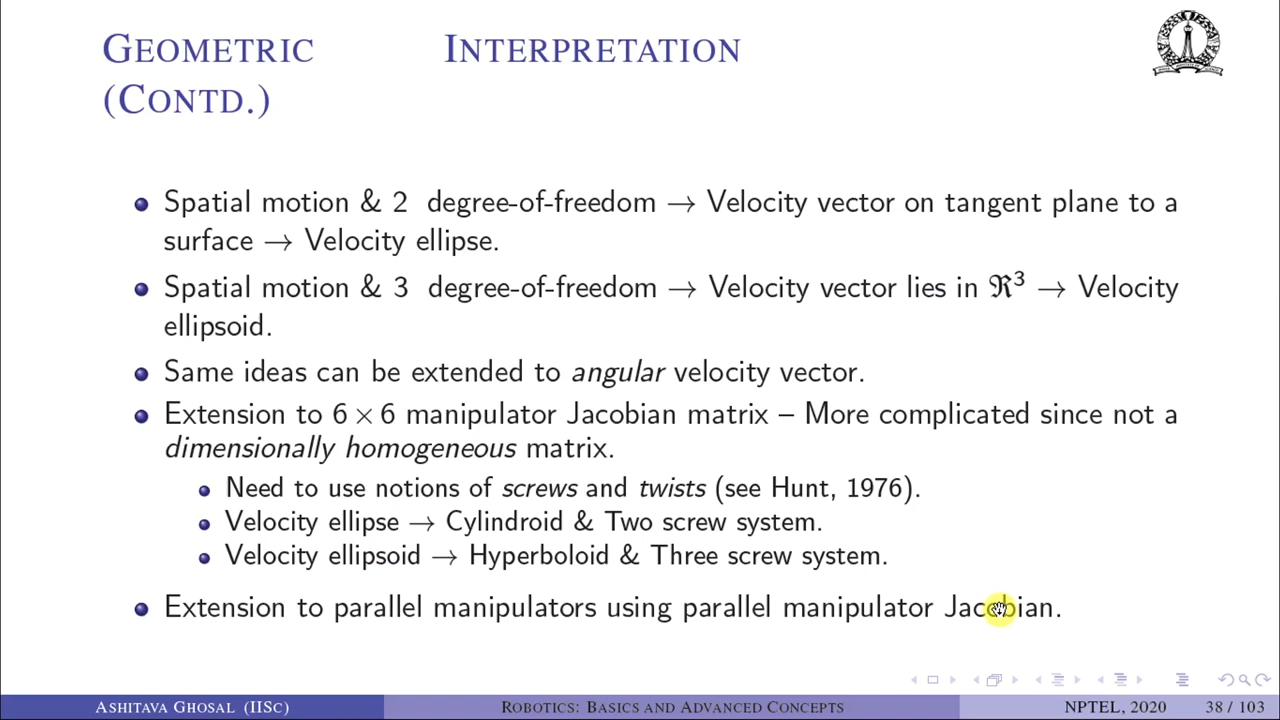 GEOMETRIC INTERPRETATION
(CONTD.)
Spatial motion & 2 degree-of-freedom → Velocity vector on tangent plane to a
surface → Velocity ellipse.
Spatial motion & 3 degree-of-freedom → Velocity vector lies in ℜ³ → Velocity
ellipsoid.
Same ideas can be extended to angular velocity vector.
Extension to 6 × 6 manipulator Jacobian matrix – More complicated since not a
dimensionally homogeneous matrix.
Need to use notions of screws and twists (see Hunt, 1976).
Velocity ellipse → Cylindroid & Two screw system.
Velocity ellipsoid → Hyperboloid & Three screw system.
Extension to parallel manipulators using parallel manipulator Jacobian.
ASHITAVA GHOSAL (IISC) ROBOTICS: BASICS AND ADVANCED CONCEPTS NPTEL, 2020 38 / 103